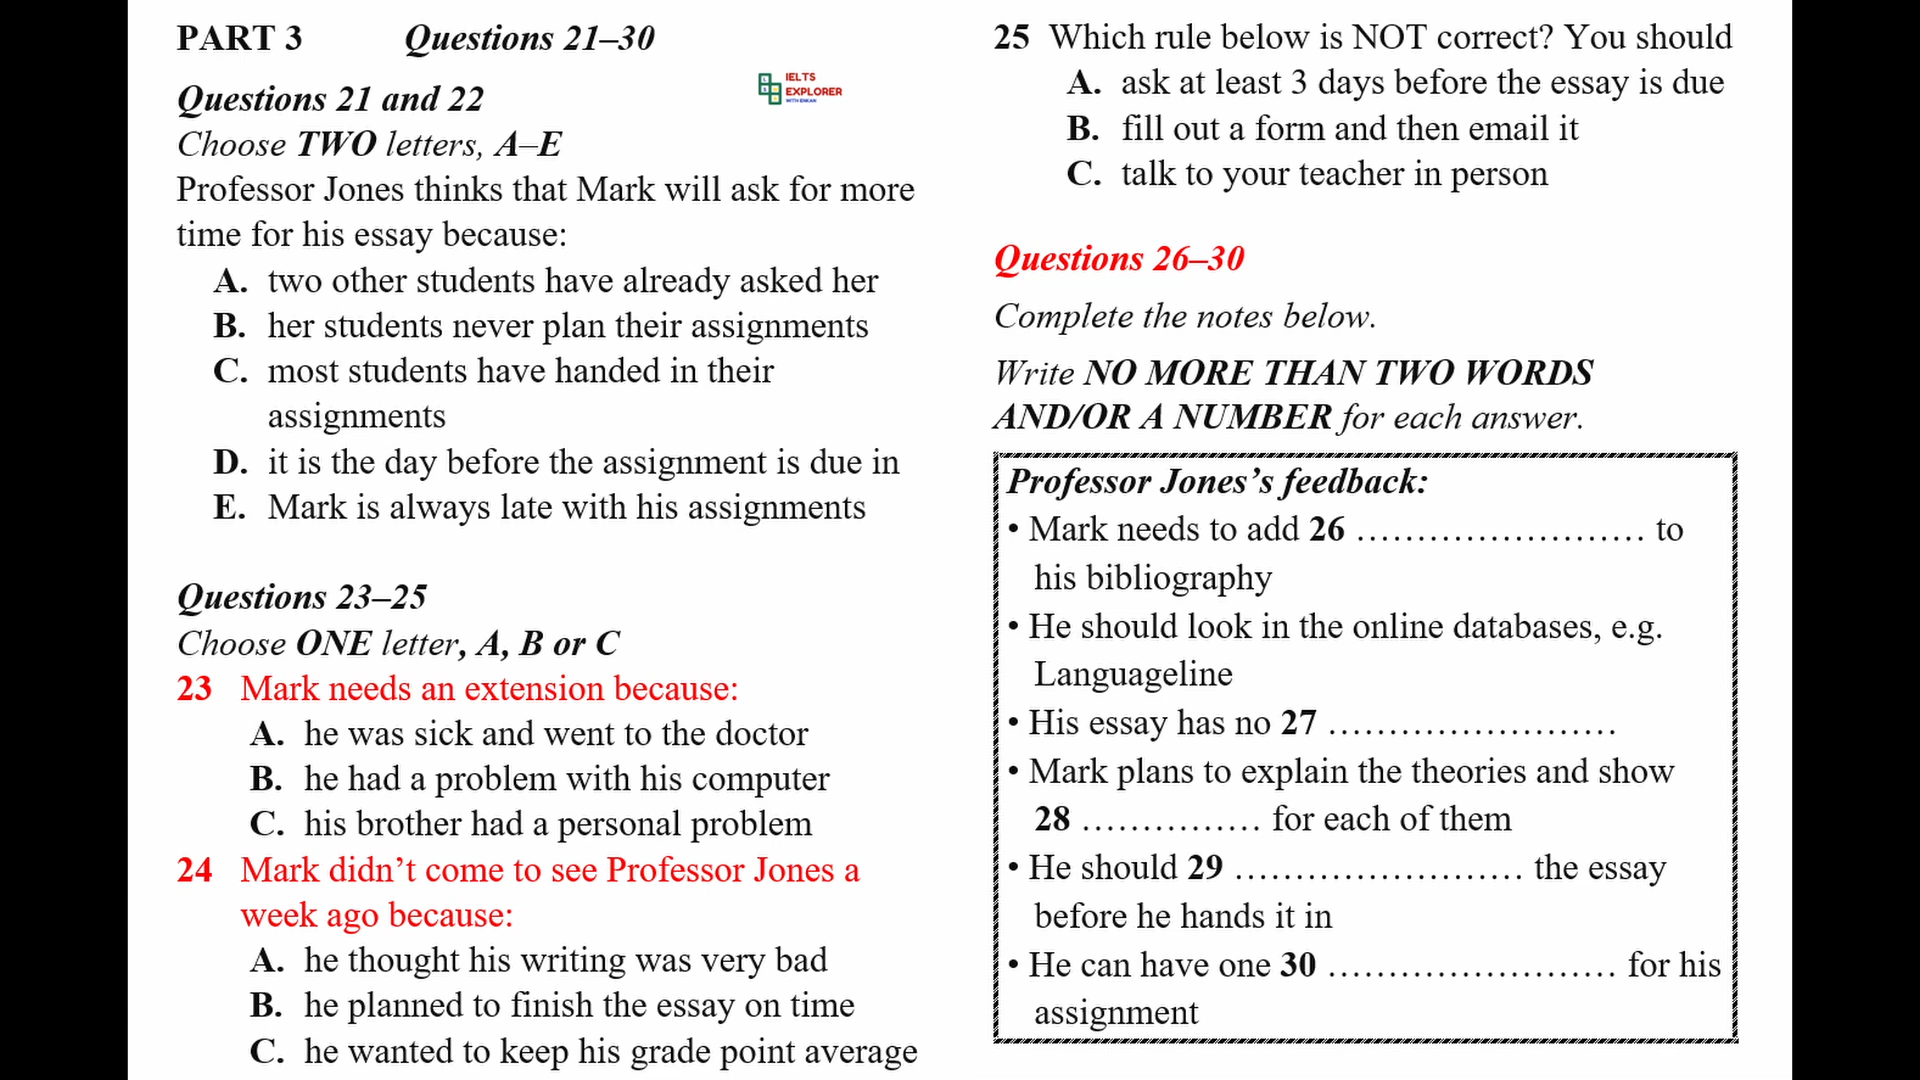 PART 3 Questions 21–30
IELTS
EXPLORER
WITH ENKAN
Questions 21 and 22
Choose TWO letters, A–E
Professor Jones thinks that Mark will ask for more
time for his essay because:
A. two other students have already asked her
B. her students never plan their assignments
C. most students have handed in their
assignments
D. it is the day before the assignment is due in
E. Mark is always late with his assignments
Questions 23–25
Choose ONE letter, A, B or C
23 Mark needs an extension because:
A. he was sick and went to the doctor
B. he had a problem with his computer
C. his brother had a personal problem
24 Mark didn’t come to see Professor Jones a
week ago because:
A. he thought his writing was very bad
B. he planned to finish the essay on time
C. he wanted to keep his grade point average
25 Which rule below is NOT correct? You should
A. ask at least 3 days before the essay is due
B. fill out a form and then email it
C. talk to your teacher in person
Questions 26–30
Complete the notes below.
Write NO MORE THAN TWO WORDS
AND/OR A NUMBER for each answer.
Professor Jones’s feedback:
• Mark needs to add 26 …………………… to
his bibliography
• He should look in the online databases, e.g.
Languageline
• His essay has no 27 ……………………
• Mark plans to explain the theories and show
28 …………… for each of them
• He should 29 …………………… the essay
before he hands it in
• He can have one 30 …………………… for his
assignment